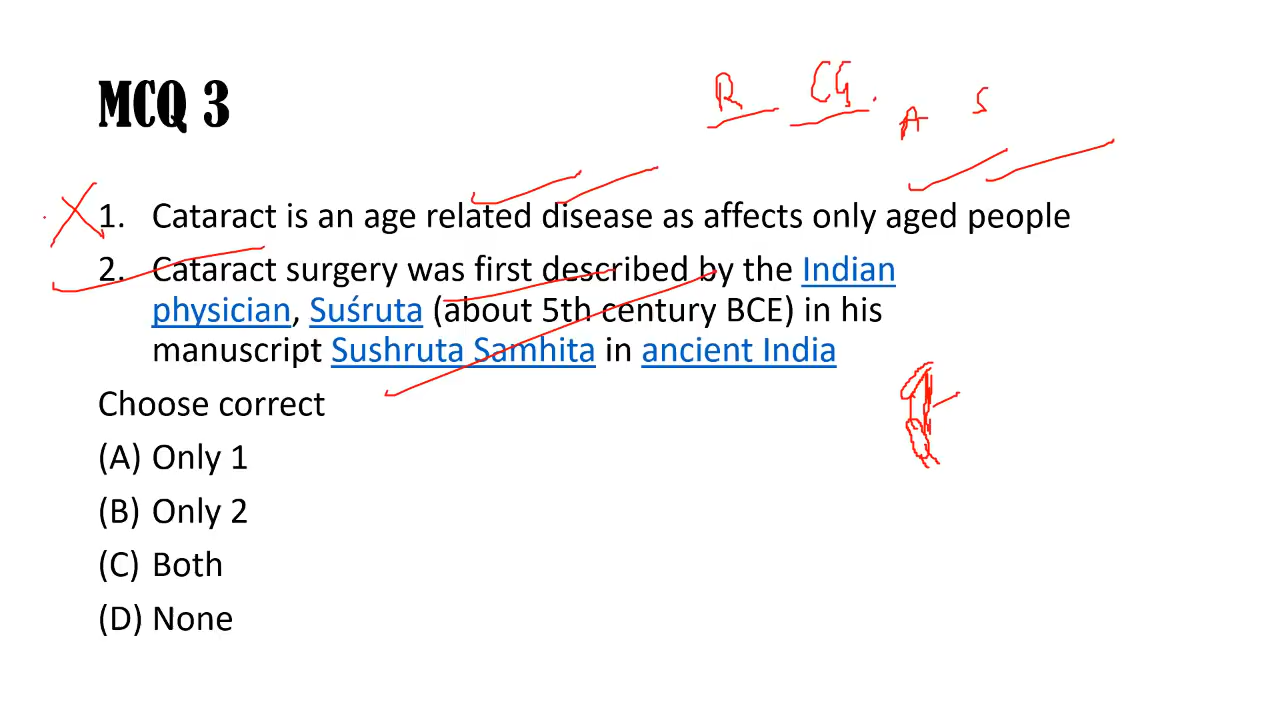 MCQ 3
R CG. A S
1. Cataract is an age related disease as affects only aged people
2. Cataract surgery was first described by the Indian
physician, Suśruta (about 5th century BCE) in his
manuscript Sushruta Samhita in ancient India
Choose correct
(A) Only 1
(B) Only 2
(C) Both
(D) None